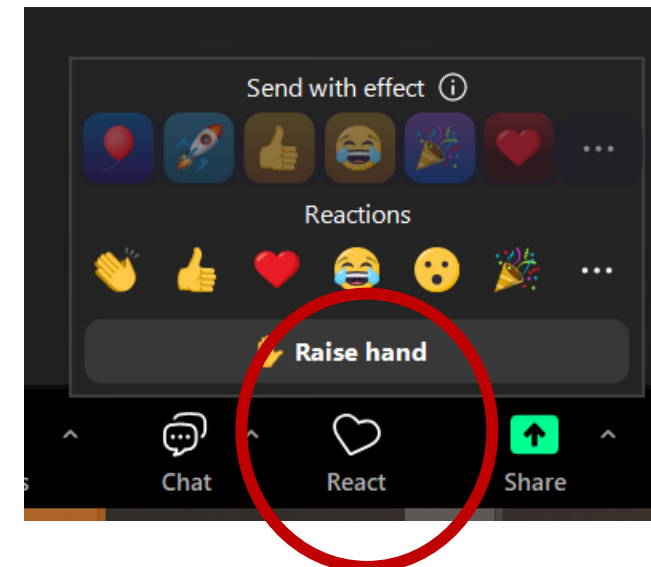 Send with effect
Reactions
Raise hand
s Chat React Share